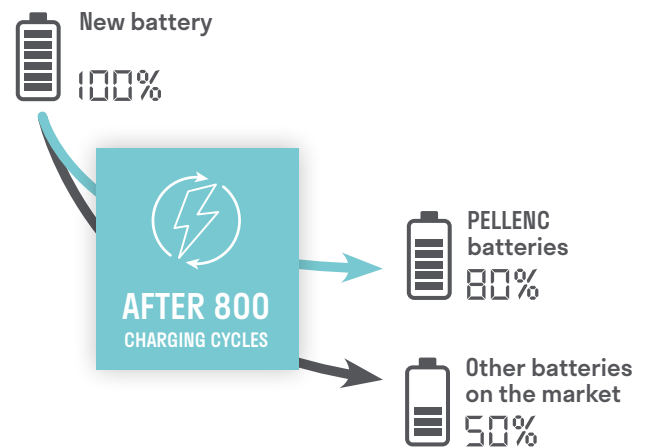 New battery
100%
AFTER 800
CHARGING CYCLES
PELLENC
batteries
80%
Other batteries
on the market
50%